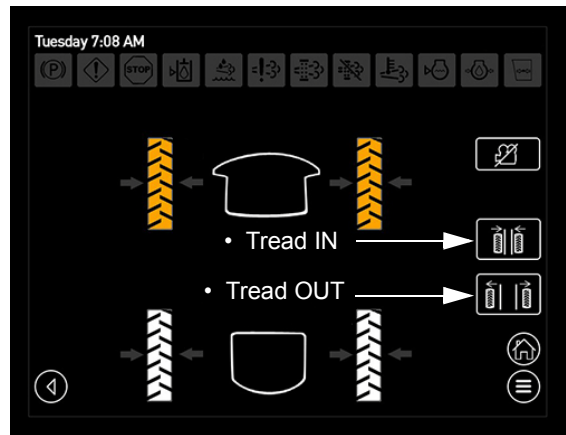 Tuesday 7:08 AM
(P) STOP
• Tread IN
• Tread OUT